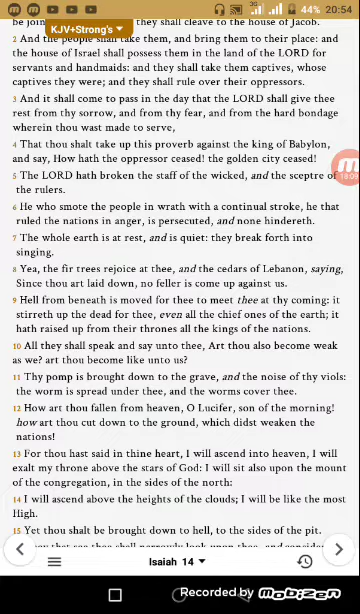 44% 20:54
KJV+Strong's
be joined they shall cleave to the house of Jacob.
2 And the people shall take them, and bring them to their place: and
the house of Israel shall possess them in the land of the LORD for
servants and handmaids: and they shall take them captives, whose
captives they were; and they shall rule over their oppressors.
3 And it shall come to pass in the day that the LORD shall give thee
rest from thy sorrow, and from thy fear, and from the hard bondage
wherein thou wast made to serve,
4 That thou shalt take up this proverb against the king of Babylon,
and say, How hath the oppressor ceased! the golden city ceased!
18:09
5 The LORD hath broken the staff of the wicked, and the sceptre of
the rulers.
6 He who smote the people in wrath with a continual stroke, he that
ruled the nations in anger, is persecuted, and none hindereth.
7 The whole earth is at rest, and is quiet: they break forth into
singing.
8 Yea, the fir trees rejoice at thee, and the cedars of Lebanon, saying,
Since thou art laid down, no feller is come up against us.
9 Hell from beneath is moved for thee to meet thee at thy coming: it
stirreth up the dead for thee, even all the chief ones of the earth; it
hath raised up from their thrones all the kings of the nations.
10 All they shall speak and say unto thee, Art thou also become weak
as we? art thou become like unto us?
11 Thy pomp is brought down to the grave, and the noise of thy viols:
the worm is spread under thee, and the worms cover thee.
12 How art thou fallen from heaven, O Lucifer, son of the morning!
how art thou cut down to the ground, which didst weaken the
nations!
13 For thou hast said in thine heart, I will ascend into heaven, I will
exalt my throne above the stars of God: I will sit also upon the mount
of the congregation, in the sides of the north:
14 I will ascend above the heights of the clouds; I will be like the most
High.
15 Yet thou shalt be brought down to hell, to the sides of the pit.
that see thee shall narrowly look upon thee, and
Isaiah 14
Recorded by MOBIZEN